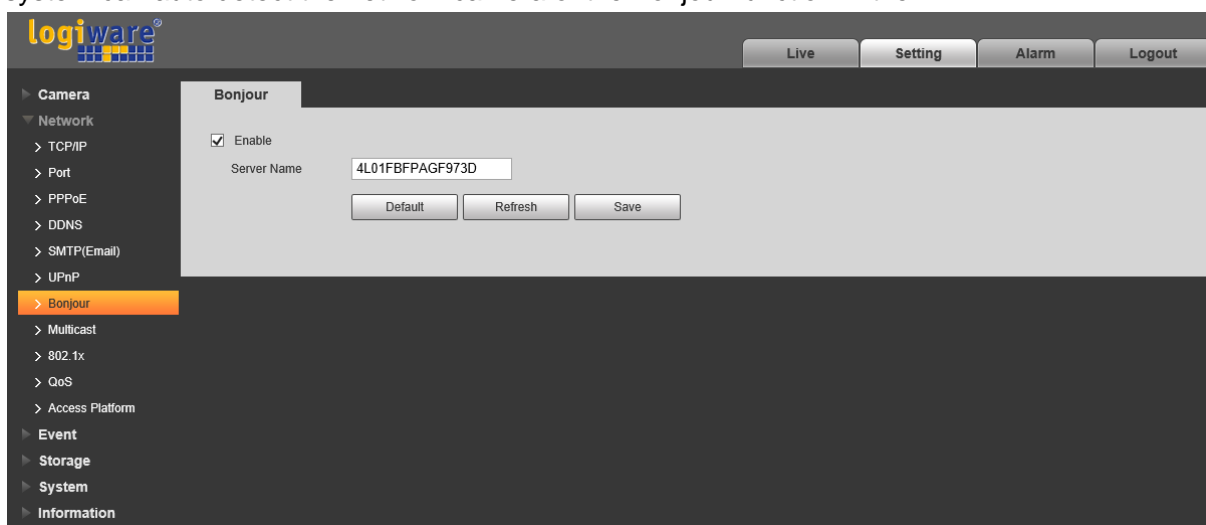 logiware®
Live Setting Alarm Logout
Camera
Bonjour
Network
Enable
TCP/IP
Server Name 4L01FBFPAGF973D
Port
PPPoE
Default Refresh Save
DDNS
SMTP(Email)
UPnP
Bonjour
Multicast
802.1x
QoS
Access Platform
Event
Storage
System
Information